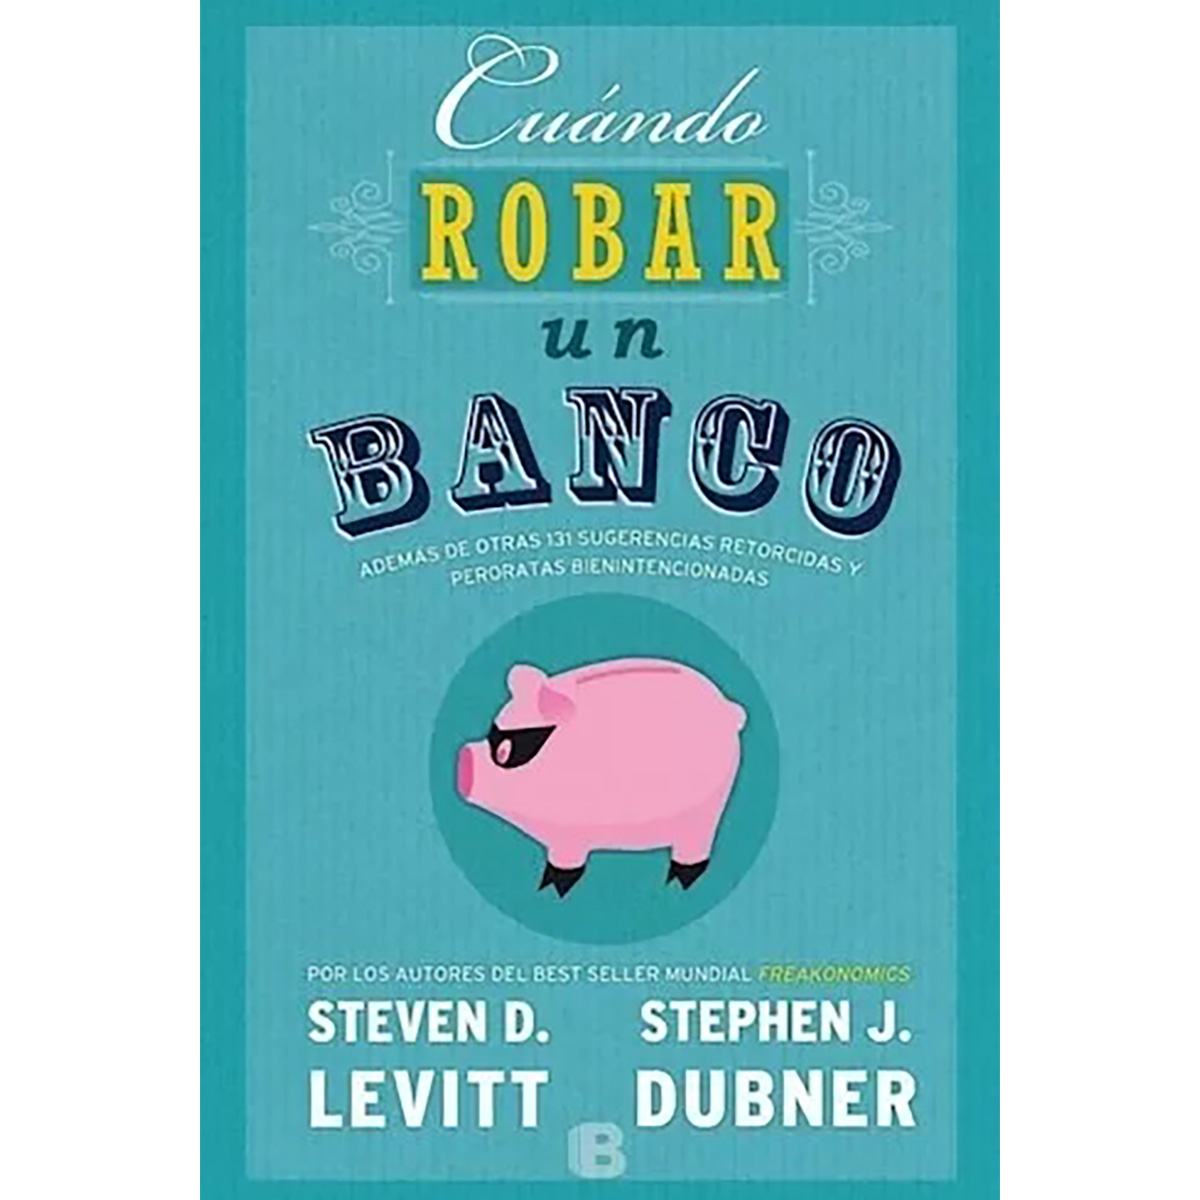 Cuándo
ROBAR
un
BANCO
ADEMÁS DE OTRAS 131 SUGERENCIAS RETORCIDAS Y
PERORATAS BIENINTENCIONADAS
POR LOS AUTORES DEL BEST SELLER MUNDIAL FREAKONOMICS
STEVEN D. STEPHEN J.
LEVITT DUBNER
B